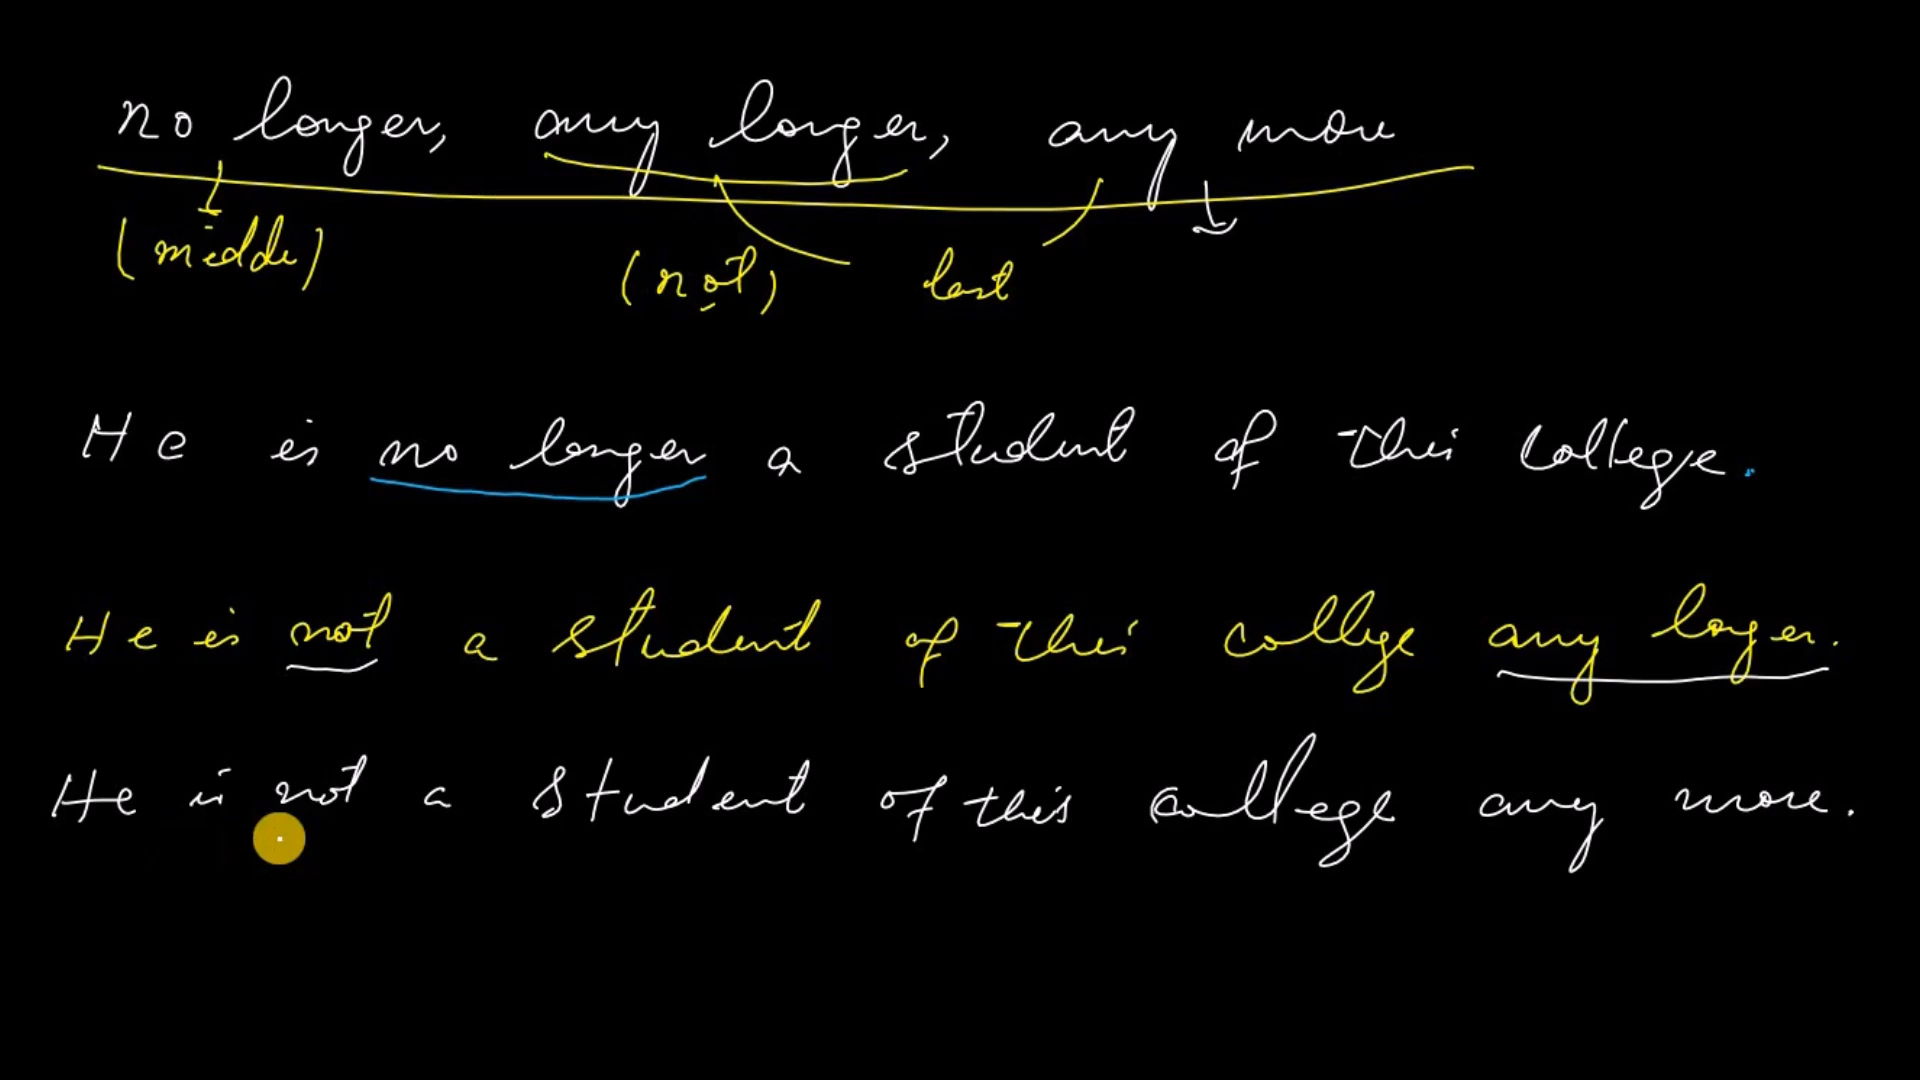 no longer, any longer, any more
(middle) (not) last
He is no longer a student of this college.
He is not a student of this college any longer.
He is not a student of this college any more.